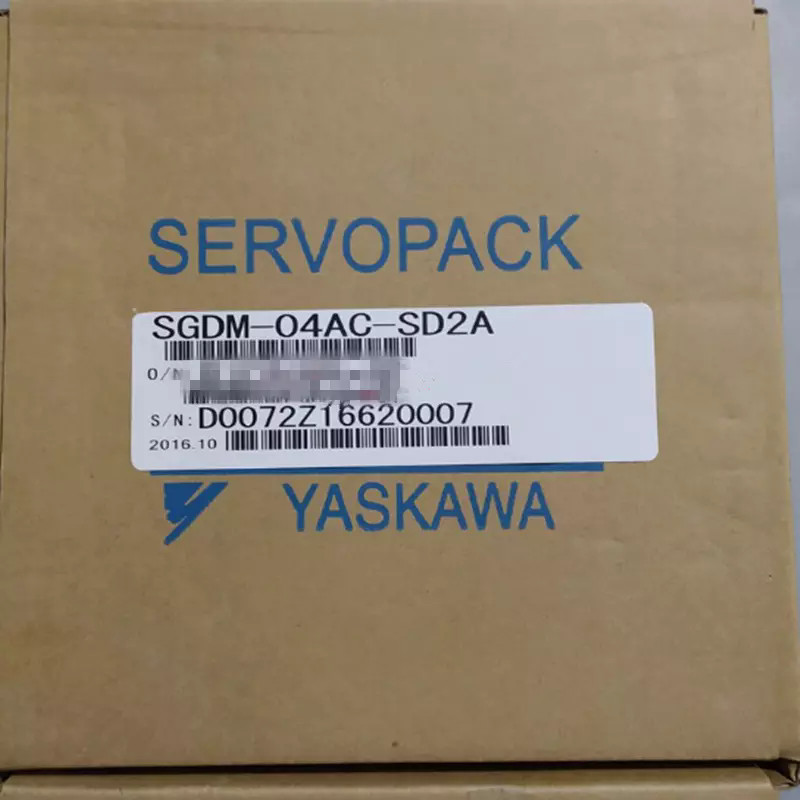 SERVOPACK
SGDM-04AC-SD2A
O/N
S/N: D0072Z16620007
2016.10
YASKAWA